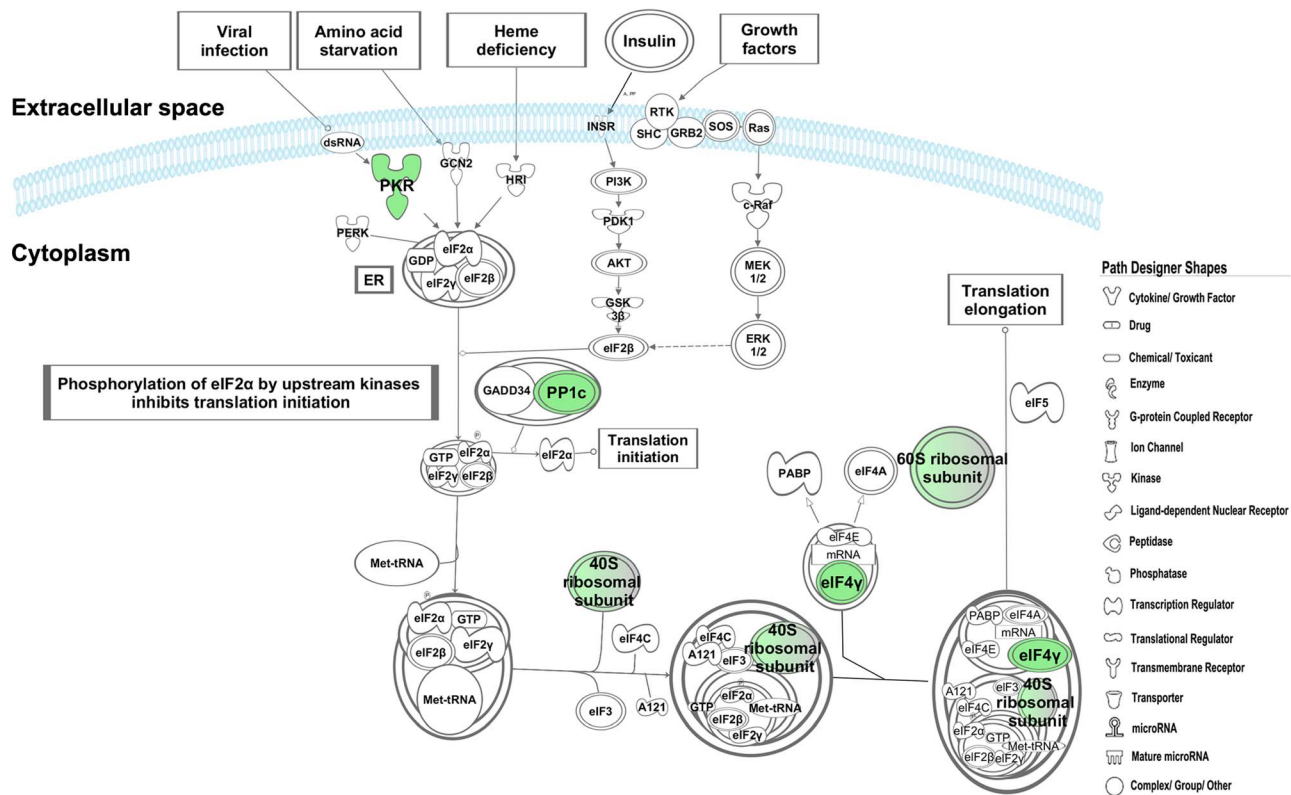 Viral
infection
Amino acid
starvation
Heme
deficiency
Insulin
Growth
factors
Extracellular space
dsRNA
PKR
GCN2
HRI
INSR
RTK
SHC
GRB2
SOS
Ras
PERK
Cytoplasm
ER
GDP
eIF2α
eIF2γ
eIF2β
PI3K
PDK1
AKT
GSK
3β
eIF2β
c-Raf
MEK
1/2
ERK
1/2
Translation
elongation
eIF5
Phosphorylation of eIF2α by upstream kinases
inhibits translation initiation
GADD34
PP1c
P
GTP
eIF2α
eIF2γ
eIF2β
eIF2α
Translation
initiation
PABP
eIF4A
60S ribosomal
subunit
eIF4E
mRNA
eIF4γ
Met-tRNA
P
eIF2α
GTP
eIF2β
eIF2γ
Met-tRNA
40S
ribosomal
subunit
eIF4C
eIF3
A121
eIF4C
A121
eIF3
40S
ribosomal
subunit
P
eIF2α
GTP
Met-tRNA
eIF2β
eIF2γ
PABP
eIF4A
mRNA
eIF4E
eIF4γ
A121
eIF3
40S
eIF4C
ribosomal
subunit
eIF2α
GTP
Met-tRNA
eIF2β
eIF2γ
Path Designer Shapes
Cytokine/ Growth Factor
Drug
Chemical/ Toxicant
Enzyme
G-protein Coupled Receptor
Ion Channel
Kinase
Ligand-dependent Nuclear Receptor
Peptidase
Phosphatase
Transcription Regulator
Translational Regulator
Transmembrane Receptor
Transporter
microRNA
Mature microRNA
Complex/ Group/ Other